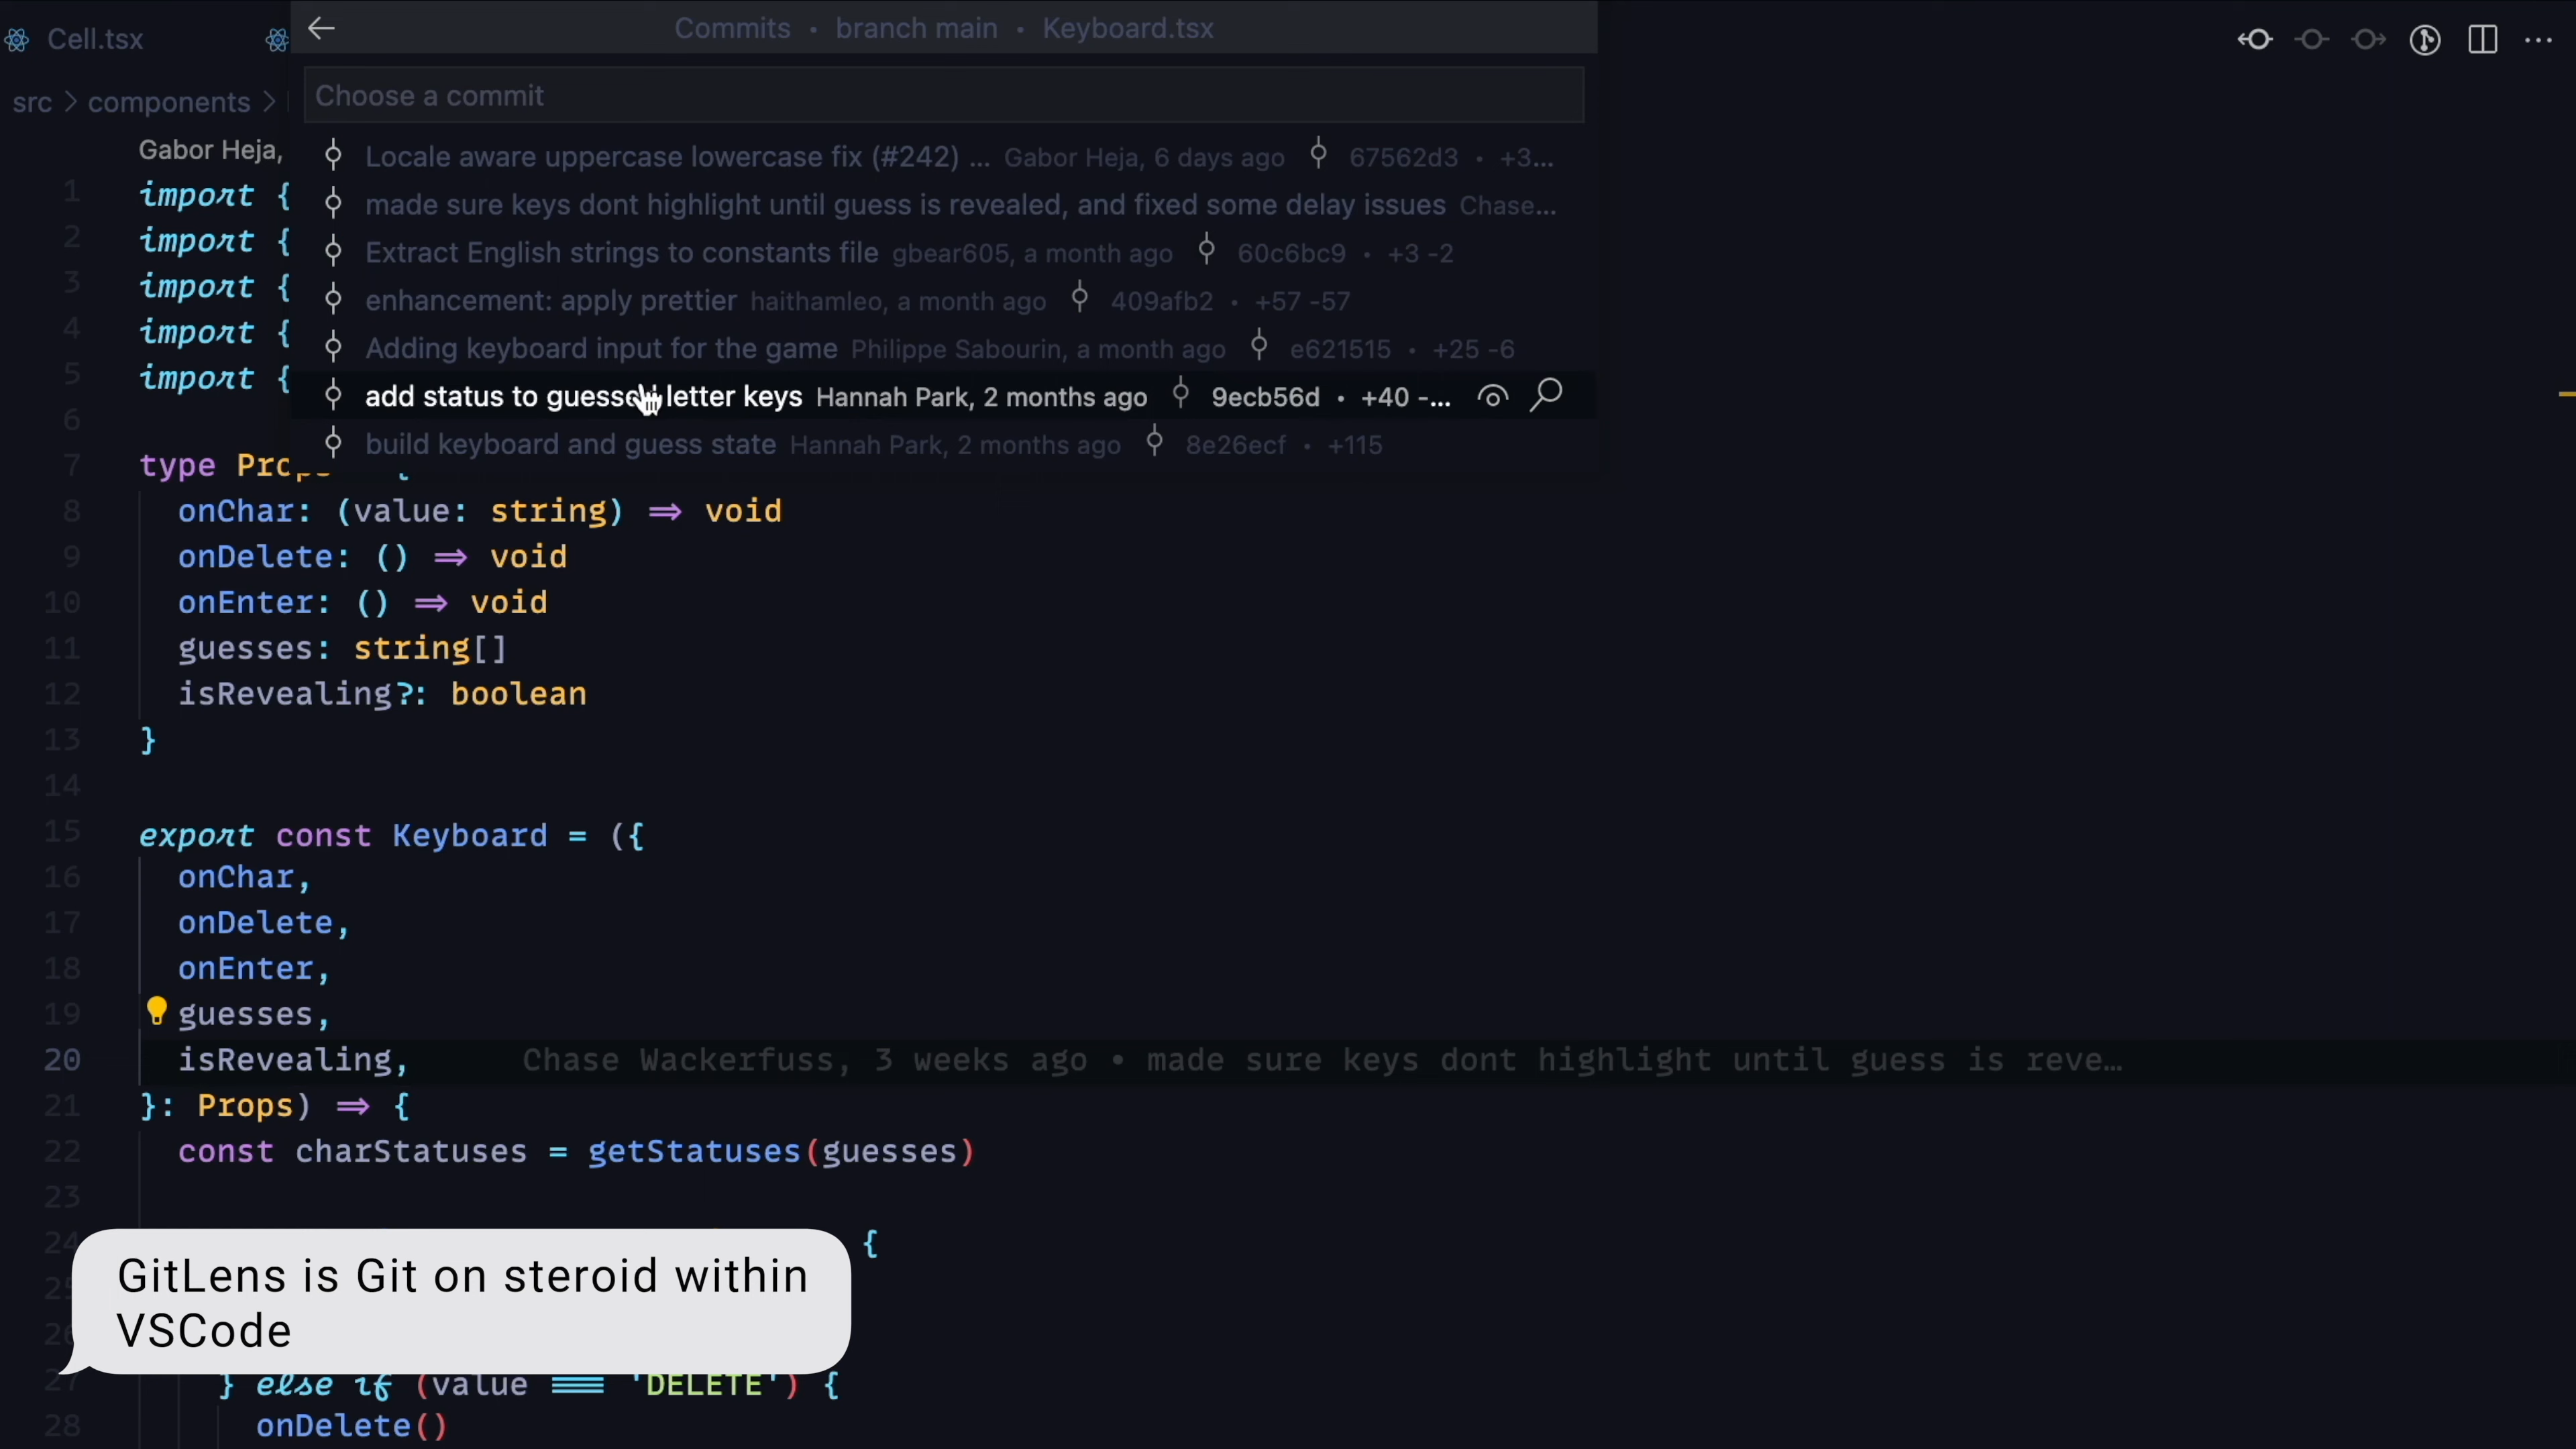 Cell.tsx
Commits • branch main • Keyboard.tsx
src > components >
Choose a commit
Gabor Heja,
Locale aware uppercase lowercase fix (#242) ... Gabor Heja, 6 days ago 67562d3 • +3...
made sure keys dont highlight until guess is revealed, and fixed some delay issues Chase...
Extract English strings to constants file gbear605, a month ago 60c6bc9 • +3 -2
enhancement: apply prettier haithamleo, a month ago 409afb2 • +57 -57
Adding keyboard input for the game Philippe Sabourin, a month ago e621515 • +25 -6
add status to guessed letter keys Hannah Park, 2 months ago 9ecb56d • +40 -...
build keyboard and guess state Hannah Park, 2 months ago 8e26ecf • +115
1 import {
2 import {
3 import {
4 import {
5 import {
6
7 type Props {
8 onChar: (value: string) => void
9 onDelete: () => void
10 onEnter: () => void
11 guesses: string[]
12 isRevealing?: boolean
13 }
14
15 export const Keyboard = ({
16 onChar,
17 onDelete,
18 onEnter,
19 guesses,
20 isRevealing, Chase Wackerfuss, 3 weeks ago • made sure keys dont highlight until guess is reve...
21 }: Props) => {
22 const charStatuses = getStatuses(guesses)
23
24 {
GitLens is Git on steroid within
VSCode
27 } else if (value === 'DELETE') {
28 onDelete()